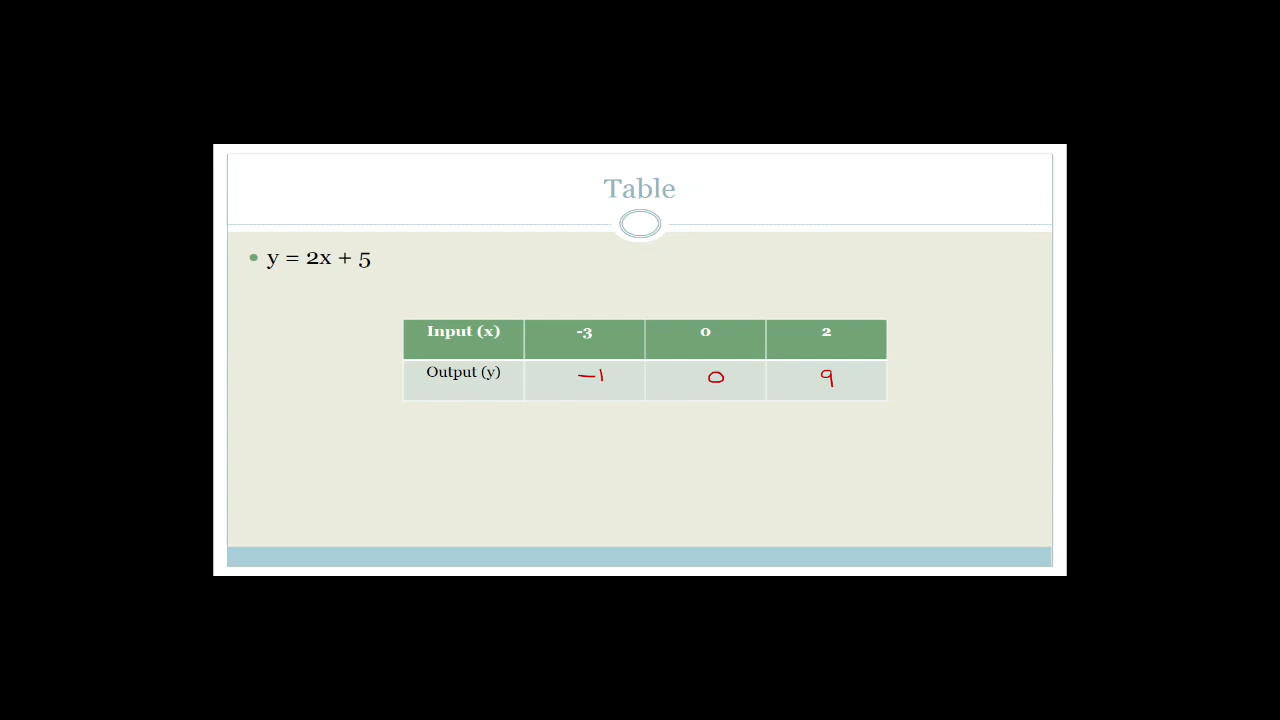 Table
• y = 2x + 5
Input (x) -3 0 2
Output (y) -1 0 9